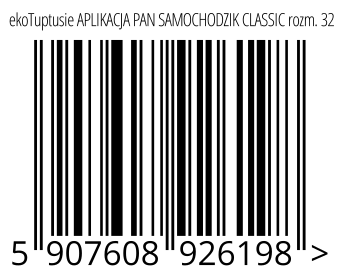 ekoTuptusie APLIKACJA PAN SAMOCHODZIK CLASSIC rozm. 32
5 907608 926198 >